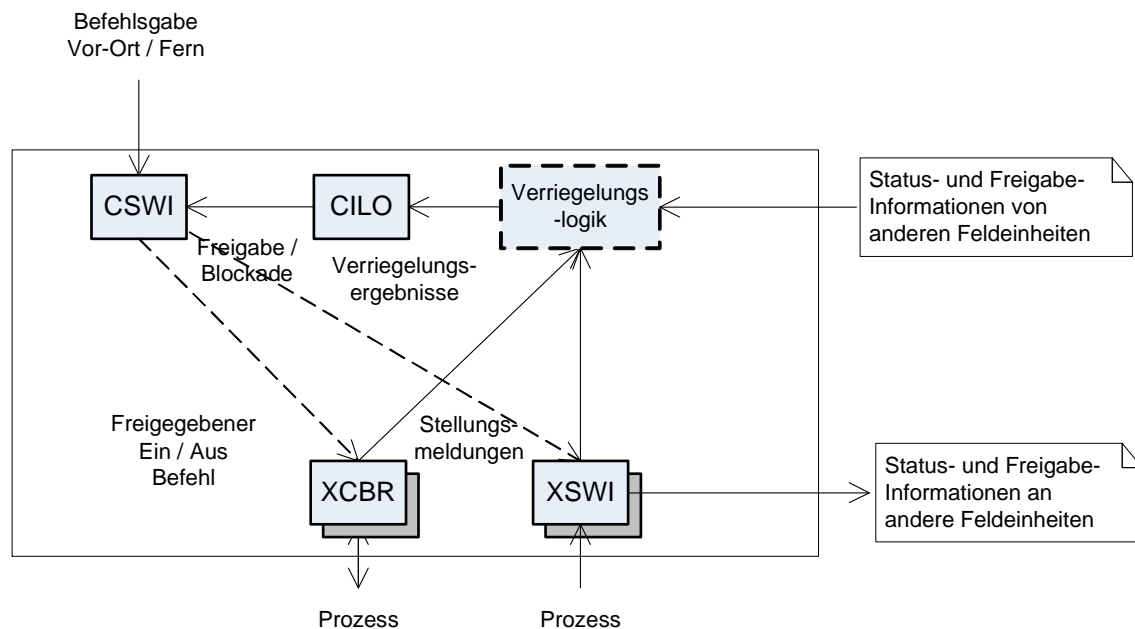 Befehlsgabe
Vor-Ort / Fern
CSWI
CILO
Verriegelungs
-logik
Status- und Freigabe-
Informationen von
anderen Feldeinheiten
Freigabe /
Blockade
Verriegelungs-
ergebnisse
Freigegebener
Ein / Aus
Befehl
Stellungs-
meldungen
XCBR
XSWI
Status- und Freigabe-
Informationen an
andere Feldeinheiten
Prozess
Prozess